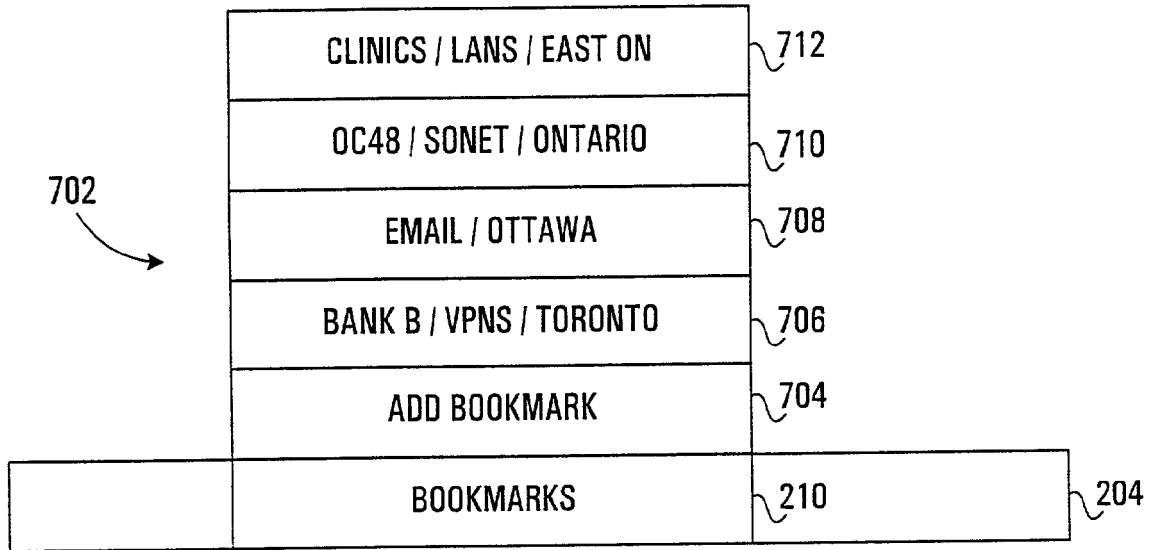 CLINICS / LANS / EAST ON 712
OC48 / SONET / ONTARIO 710
702
EMAIL / OTTAWA 708
BANK B / VPNS / TORONTO 706
ADD BOOKMARK 704
BOOKMARKS 210 204